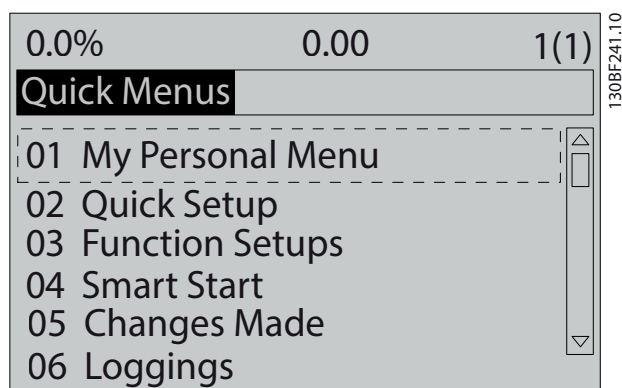 0.0% 0.00 1(1)
Quick Menus
01 My Personal Menu
02 Quick Setup
03 Function Setups
04 Smart Start
05 Changes Made
06 Loggings
130BF241.10